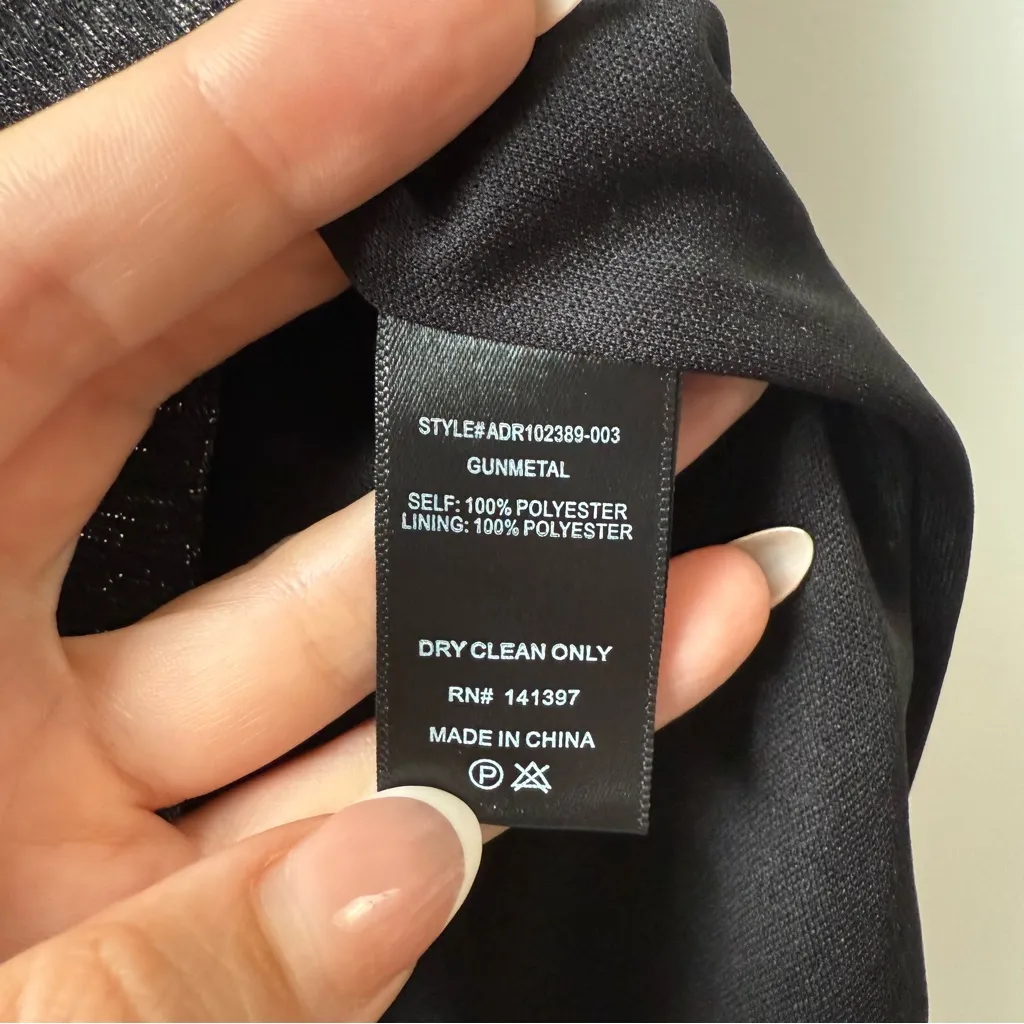 STYLE#ADR102389-003
GUNMETAL
SELF: 100% POLYESTER
LINING: 100% POLYESTER
DRY CLEAN ONLY
RN# 141397
MADE IN CHINA
P